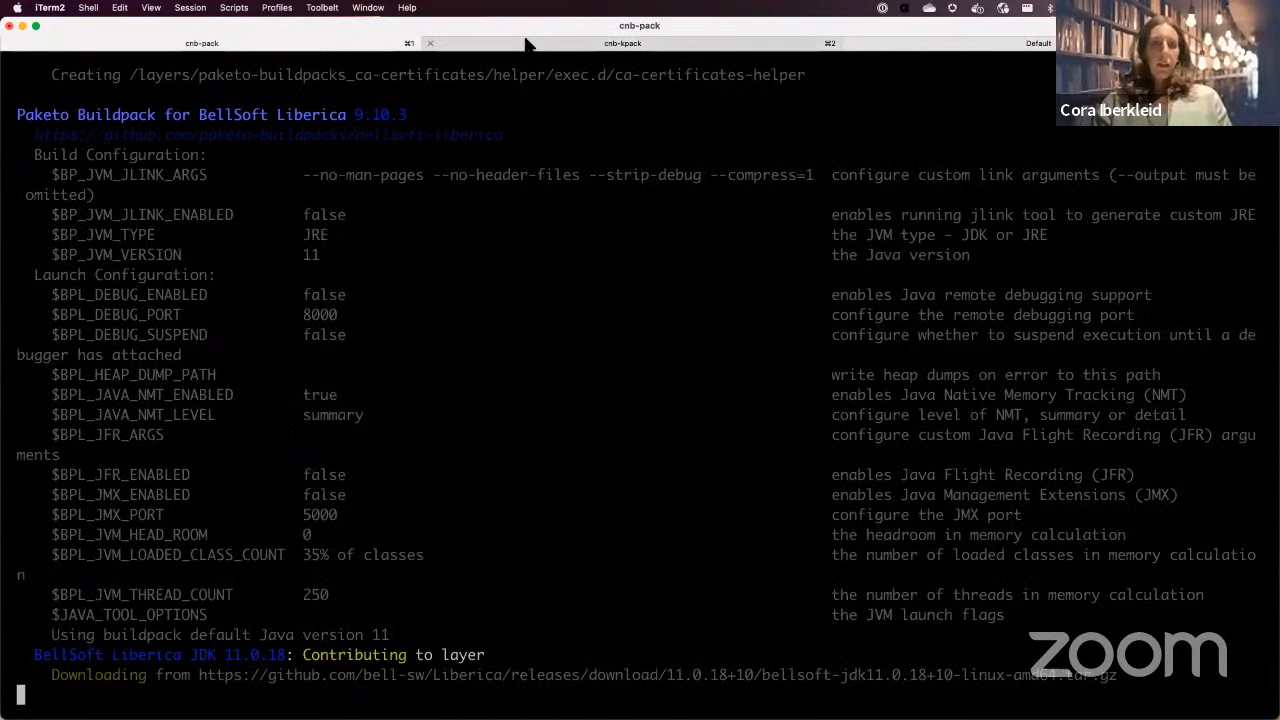 iTerm2 Shell Edit View Session Scripts Profiles Toolbelt Window Help
cnb-pack
cnb-pack ⌘1 cnb-kpack ⌘2 Default
Creating /layers/paketo-buildpacks_ca-certificates/helper/exec.d/ca-certificates-helper
Cora Iberkleid
Paketo Buildpack for BellSoft Liberica 9.10.3
https://github.com/paketo-buildpacks/bellsoft-liberica
Build Configuration:
$BP_JVM_JLINK_ARGS --no-man-pages --no-header-files --strip-debug --compress=1 configure custom link arguments (--output must be
omitted)
$BP_JVM_JLINK_ENABLED false enables running jlink tool to generate custom JRE
$BP_JVM_TYPE JRE the JVM type - JDK or JRE
$BP_JVM_VERSION 11 the Java version
Launch Configuration:
$BPL_DEBUG_ENABLED false enables Java remote debugging support
$BPL_DEBUG_PORT 8000 configure the remote debugging port
$BPL_DEBUG_SUSPEND false configure whether to suspend execution until a de
bugger has attached
$BPL_HEAP_DUMP_PATH write heap dumps on error to this path
$BPL_JAVA_NMT_ENABLED true enables Java Native Memory Tracking (NMT)
$BPL_JAVA_NMT_LEVEL summary configure level of NMT, summary or detail
$BPL_JFR_ARGS configure custom Java Flight Recording (JFR) argu
ments
$BPL_JFR_ENABLED false enables Java Flight Recording (JFR)
$BPL_JMX_ENABLED false enables Java Management Extensions (JMX)
$BPL_JMX_PORT 5000 configure the JMX port
$BPL_JVM_HEAD_ROOM 0 the headroom in memory calculation
$BPL_JVM_LOADED_CLASS_COUNT 35% of classes the number of loaded classes in memory calculatio
n
$BPL_JVM_THREAD_COUNT 250 the number of threads in memory calculation
$JAVA_TOOL_OPTIONS the JVM launch flags
Using buildpack default Java version 11
BellSoft Liberica JDK 11.0.18: Contributing to layer
Downloading from https://github.com/bell-sw/Liberica/releases/download/11.0.18+10/bellsoft-jdk11.0.18+10-linux-amd64.tar.gz
zoom